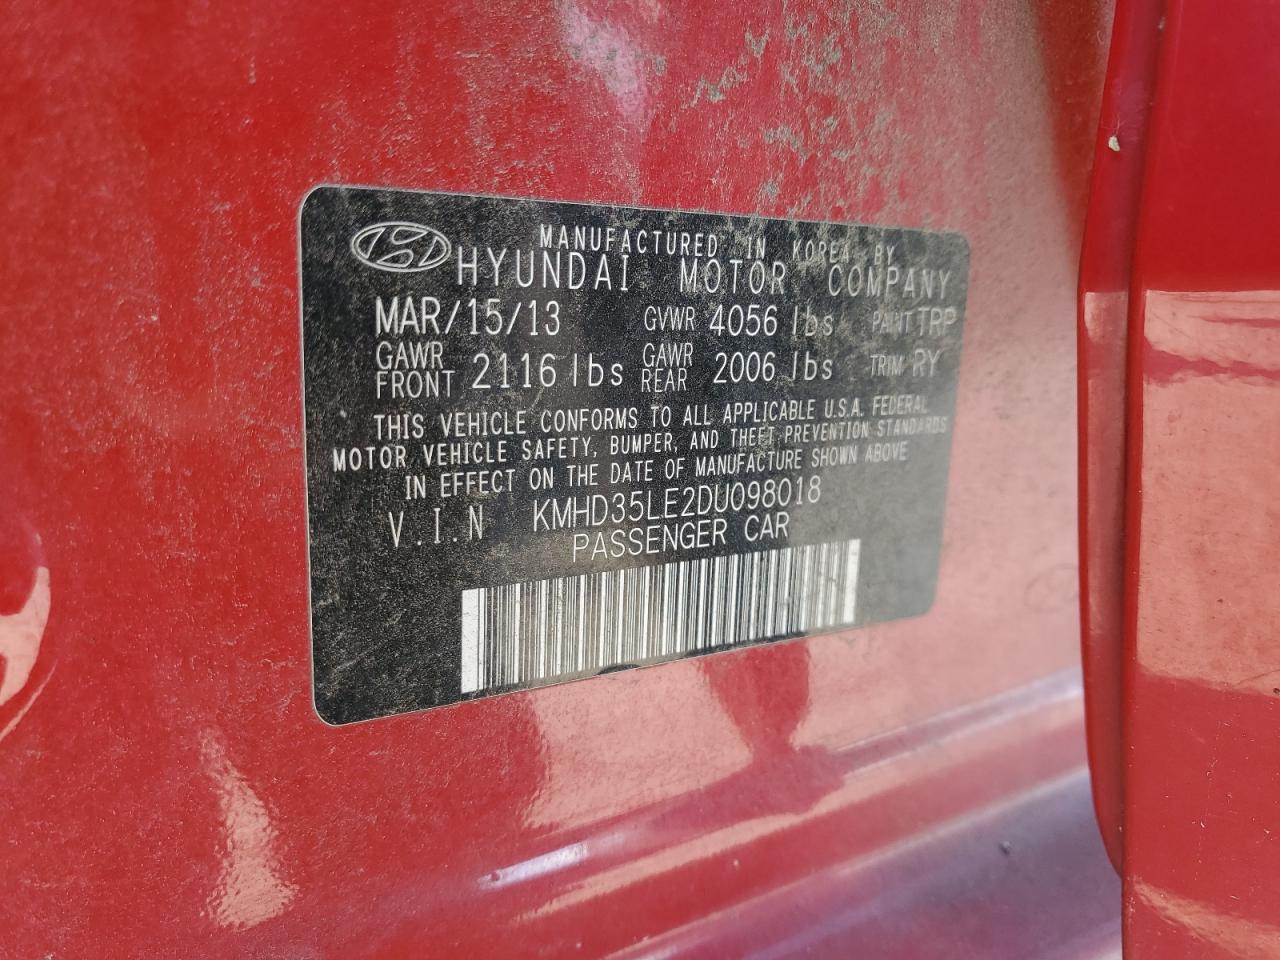 MANUFACTURED IN KOREA BY
HYUNDAI MOTOR COMPANY
MAR/15/13 GVWR 4056 lbs PAINT TRP
GAWR FRONT 2116 lbs GAWR REAR 2006 lbs TRIM RY
THIS VEHICLE CONFORMS TO ALL APPLICABLE U.S.A. FEDERAL
MOTOR VEHICLE SAFETY, BUMPER, AND THEFT PREVENTION STANDARDS
IN EFFECT ON THE DATE OF MANUFACTURE SHOWN ABOVE
V.I.N KMHD35LE2DU098018
PASSENGER CAR